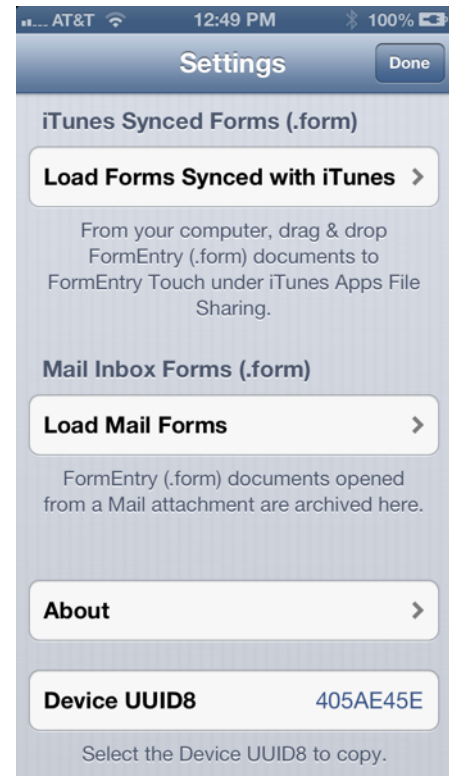 AT&T 12:49 PM 100%
Settings Done
iTunes Synced Forms (.form)
Load Forms Synced with iTunes
From your computer, drag & drop
FormEntry (.form) documents to
FormEntry Touch under iTunes Apps File
Sharing.
Mail Inbox Forms (.form)
Load Mail Forms
FormEntry (.form) documents opened
from a Mail attachment are archived here.
About
Device UUID8 405AE45E
Select the Device UUID8 to copy.